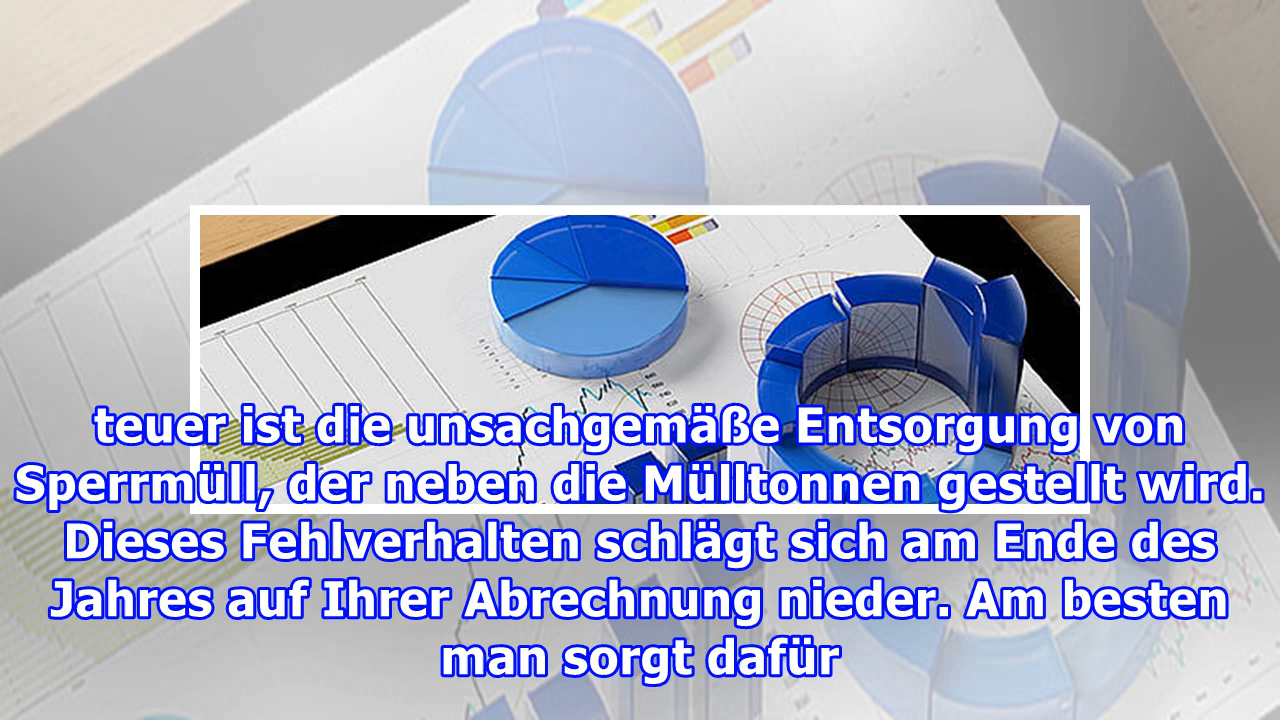 teuer ist die unsachgemäße Entsorgung von
Sperrmüll, der neben die Mülltonnen gestellt wird.
Dieses Fehlverhalten schlägt sich am Ende des
Jahres auf Ihrer Abrechnung nieder. Am besten
man sorgt dafür